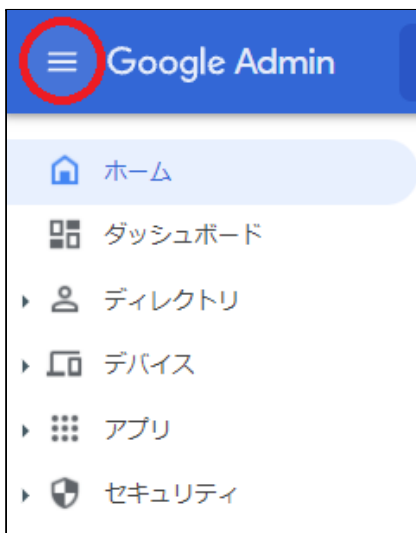 Google Admin
ホーム
ダッシュボード
ディレクトリ
デバイス
アプリ
セキュリティ